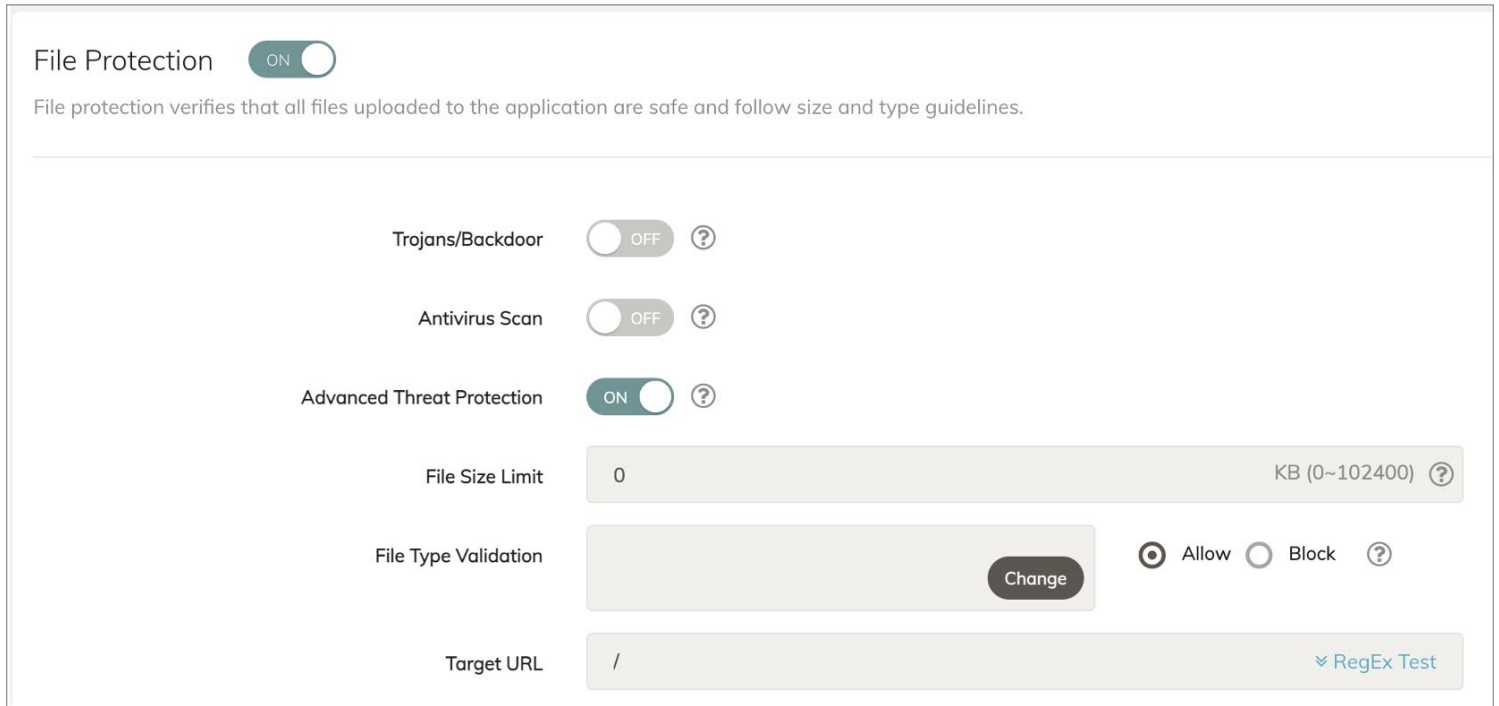 File Protection ON
File protection verifies that all files uploaded to the application are safe and follow size and type guidelines.
Trojans/Backdoor OFF ?
Antivirus Scan OFF ?
Advanced Threat Protection ON ?
File Size Limit 0 KB (0~102400) ?
File Type Validation Change Allow Block ?
Target URL / RegEx Test